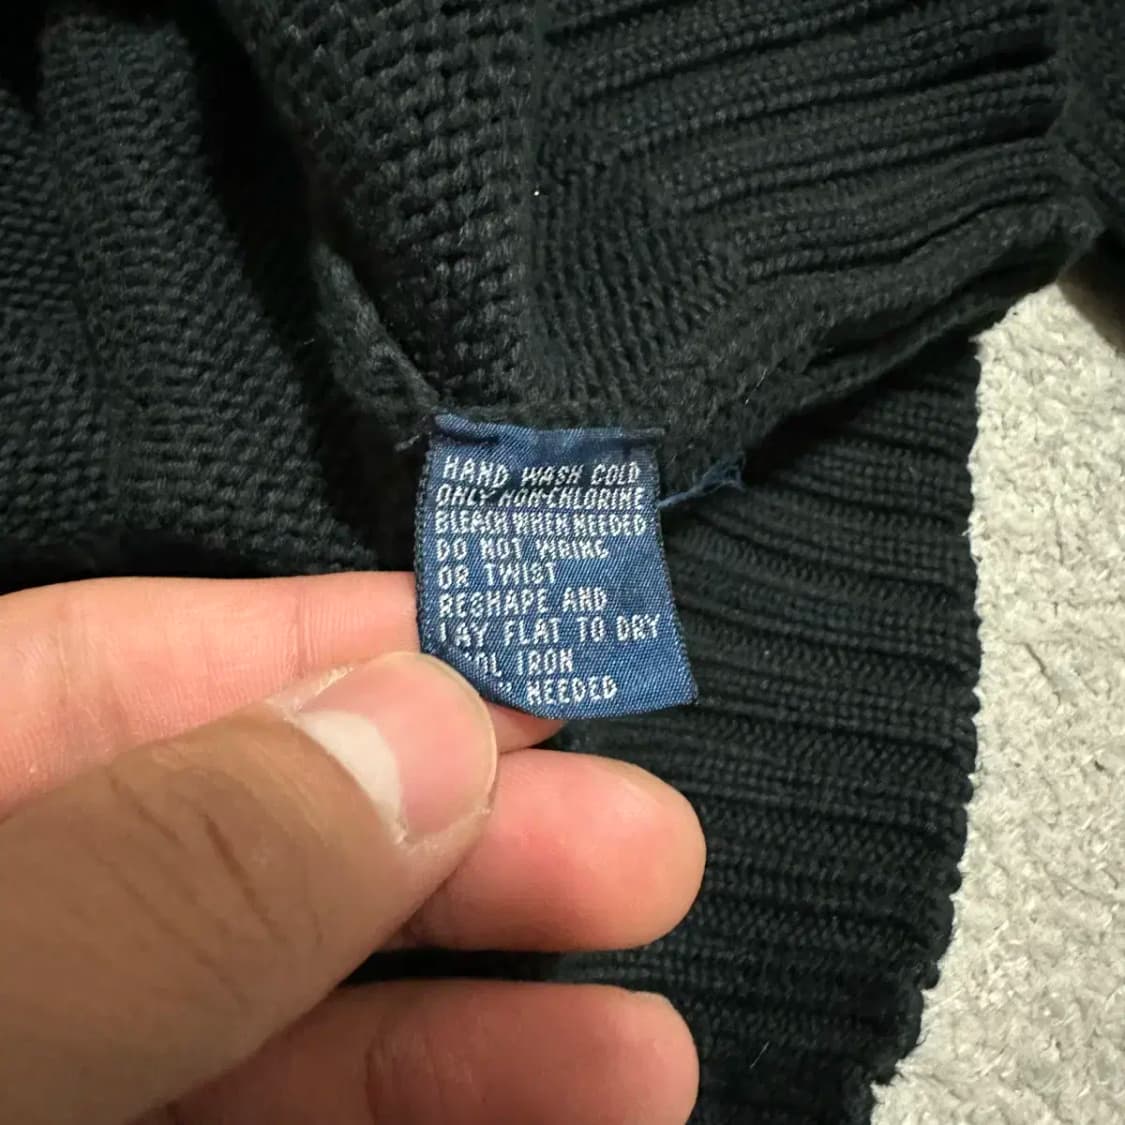 HAND WASH COLD
ONLY NON-CHLORINE
BLEACH WHEN NEEDED
DO NOT WRING
OR TWIST
RESHAPE AND
LAY FLAT TO DRY
IRON
NEEDED